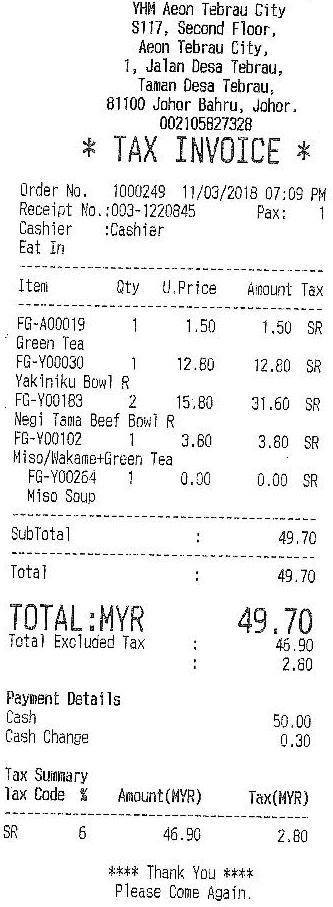 YHM Aeon Tebrau City
S117, Second Floor,
Aeon Tebrau City,
1, Jalan Desa Tebrau,
Taman Desa Tebrau,
81100 Johor Bahru, Johor.
002105827328
* TAX INVOICE *
Order No. 1000249 11/03/2018 07:09 PM
Receipt No.:003-1220845 Pax: 1
Cashier :Cashier
Eat In
Item Qty U.Price Amount Tax
FG-A00019 1 1.50 1.50 SR
Green Tea
FG-Y00030 1 12.80 12.80 SR
Yakiniku Bowl R
FG-Y00183 2 15.80 31.60 SR
Negi Tama Beef Bowl R
FG-Y00102 1 3.80 3.80 SR
Miso/Wakame+Green Tea
FG-Y00264 1 0.00 0.00 SR
Miso Soup
SubTotal : 49.70
Total : 49.70
TOTAL:MYR 49.70
Total Excluded Tax : 46.90
: 2.80
Payment Details
Cash 50.00
Cash Change 0.30
Tax Summary
Tax Code % Amount(MYR) Tax(MYR)
SR 6 46.90 2.80
**** Thank You ****
Please Come Again.